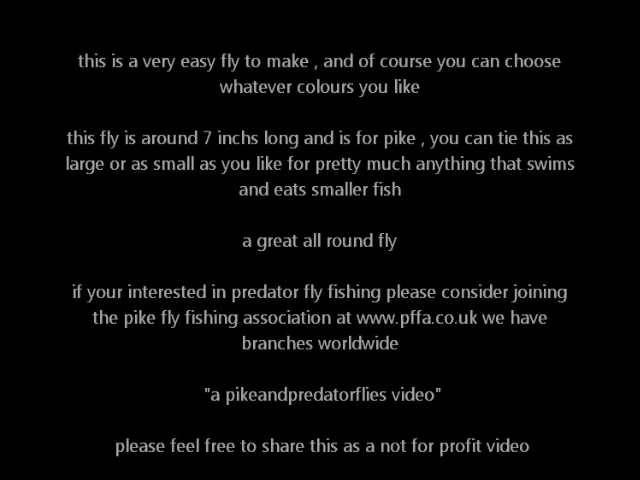 this is a very easy fly to make , and of course you can choose
whatever colours you like
this fly is around 7 inchs long and is for pike , you can tie this as
large or as small as you like for pretty much anything that swims
and eats smaller fish
a great all round fly
if your interested in predator fly fishing please consider joining
the pike fly fishing association at www.pffa.co.uk we have
branches worldwide
"a pikeandpredatorflies video"
please feel free to share this as a not for profit video